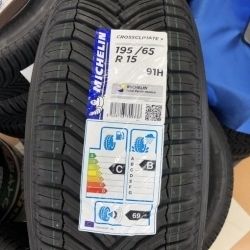 MICHELIN
CROSSCLIMATE +
195 /65
R 15
91H
MICHELIN
C
B
A
B
C
D
E
F
G
69